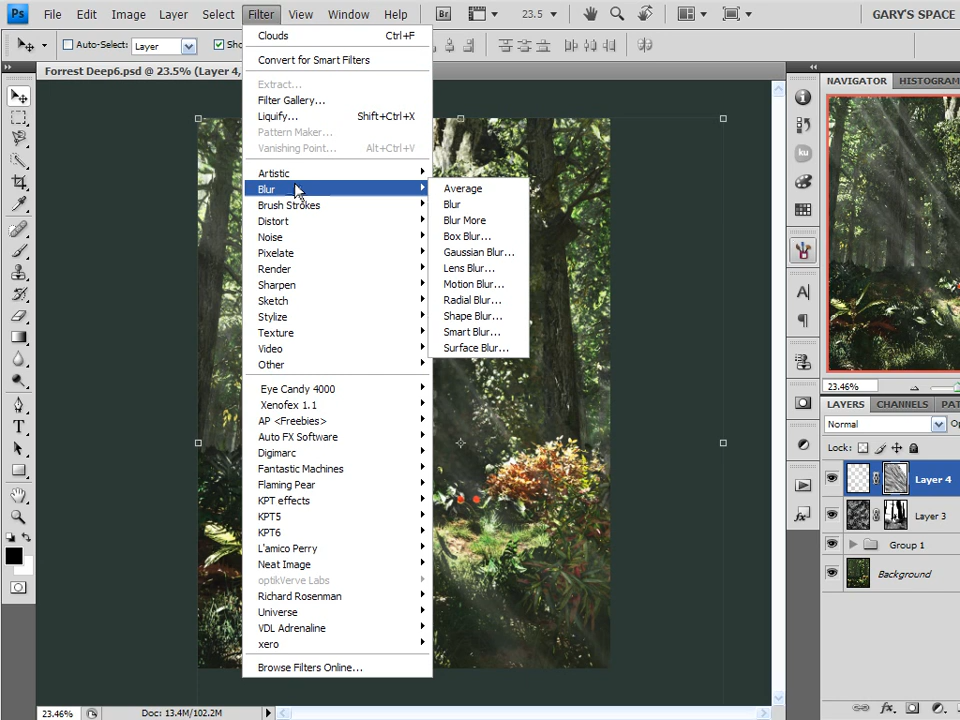 Ps File Edit Image Layer Select Filter View Window Help Br 23.5 GARY'S SPACE
Auto-Select: Layer Sho
Forrest Deep6.psd @ 23.5% (Layer 4,
Clouds Ctrl+F
Convert for Smart Filters
Extract...
Filter Gallery...
Liquify... Shift+Ctrl+X
Pattern Maker...
Vanishing Point... Alt+Ctrl+V
Artistic
Blur
Brush Strokes
Distort
Noise
Pixelate
Render
Sharpen
Sketch
Stylize
Texture
Video
Other
Eye Candy 4000
Xenofex 1.1
AP <Freebies>
Auto FX Software
Digimarc
Fantastic Machines
Flaming Pear
KPT effects
KPT5
KPT6
L'amico Perry
Neat Image
optikVerve Labs
Richard Rosenman
Universe
VDL Adrenaline
xero
Browse Filters Online...
Average
Blur
Blur More
Box Blur...
Gaussian Blur...
Lens Blur...
Motion Blur...
Radial Blur...
Shape Blur...
Smart Blur...
Surface Blur...
NAVIGATOR HISTOGRAM
ku
23.46%
LAYERS CHANNELS PAT
Normal Op
Lock:
Layer 4
Layer 3
Group 1
Background
fx
23.46% Doc: 13.4M/102.2M